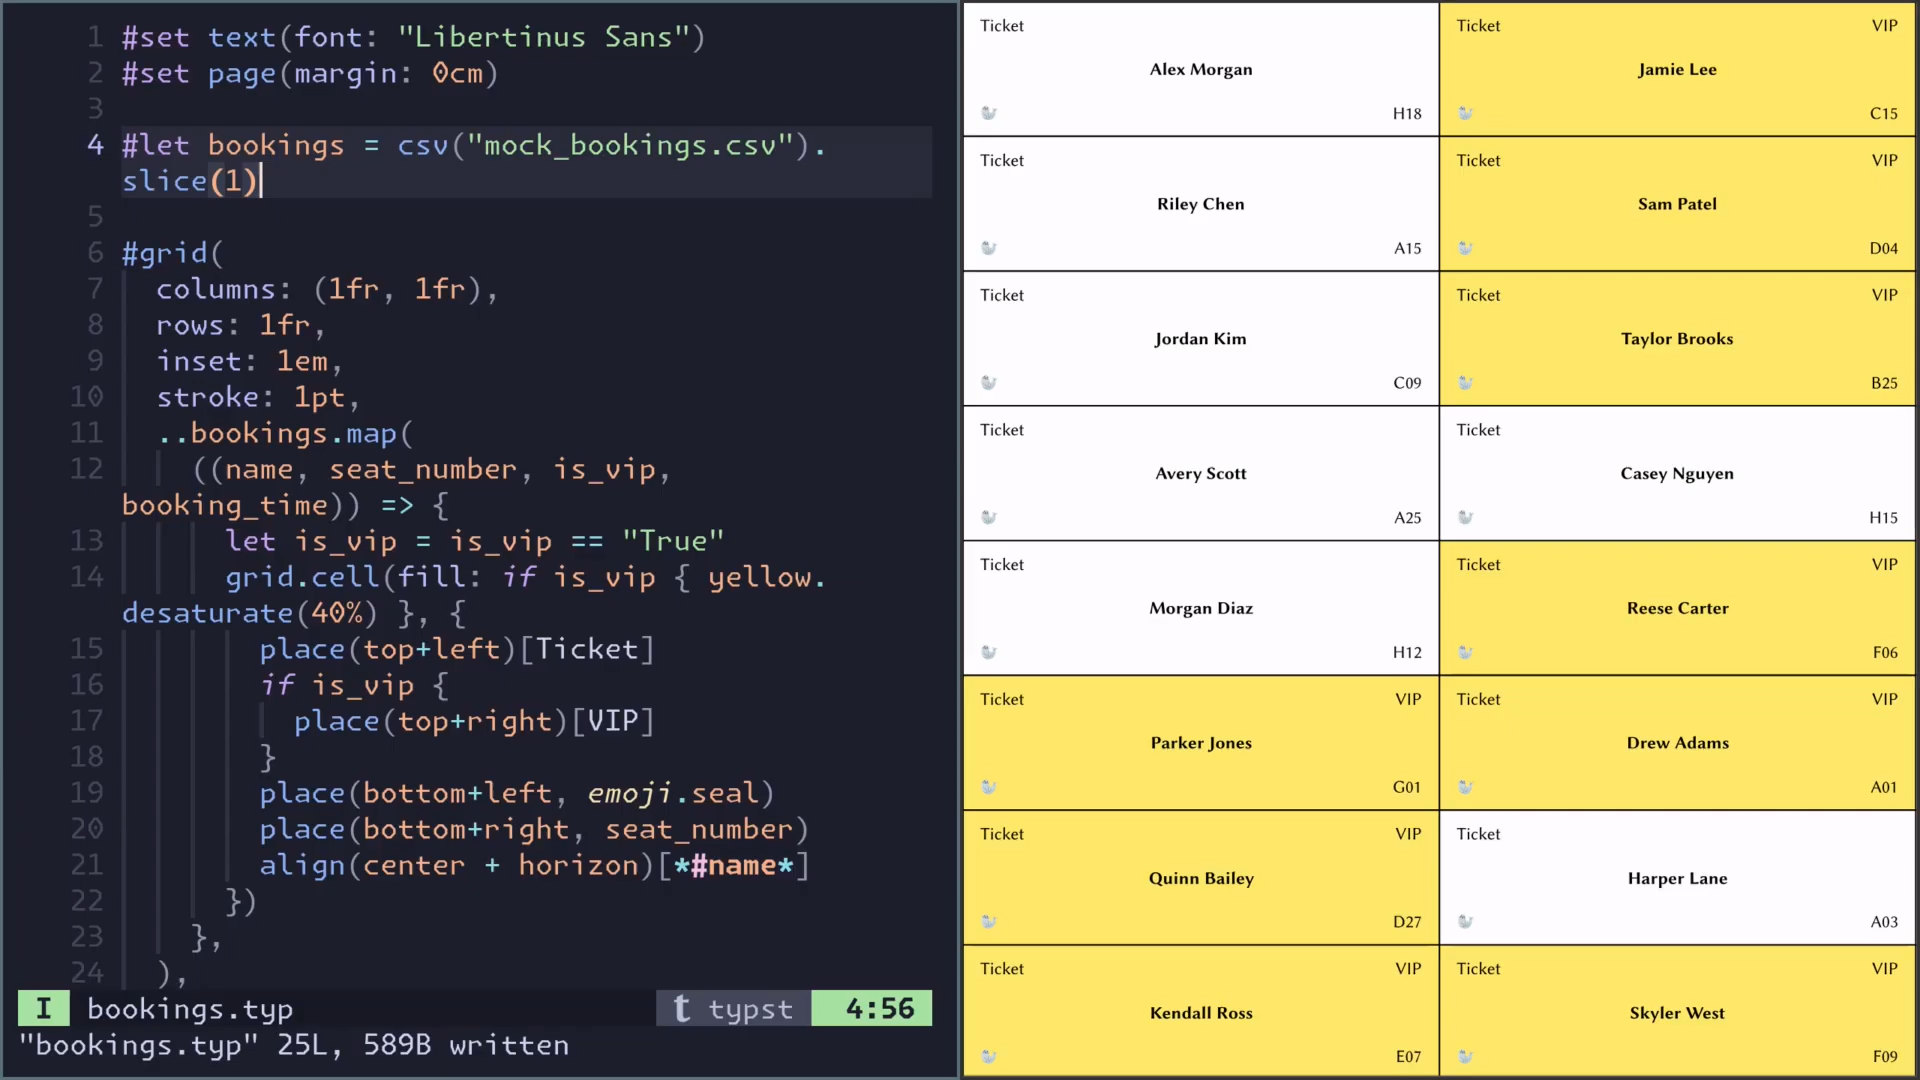 1 #set text(font: "Libertinus Sans")
2 #set page(margin: 0cm)
3
4 #let bookings = csv("mock_bookings.csv").
slice(1)
5
6 #grid(
7 columns: (1fr, 1fr),
8 rows: 1fr,
9 inset: 1em,
10 stroke: 1pt,
11 ..bookings.map(
12 ((name, seat_number, is_vip,
booking_time)) => {
13 let is_vip = is_vip == "True"
14 grid.cell(fill: if is_vip { yellow.
desaturate(40%) }, {
15 place(top+left)[Ticket]
16 if is_vip {
17 place(top+right)[VIP]
18 }
19 place(bottom+left, emoji.seal)
20 place(bottom+right, seat_number)
21 align(center + horizon)[*#name*]
22 })
23 },
24 ),
I bookings.typ t typst 4:56
"bookings.typ" 25L, 589B written
Ticket
Alex Morgan
H18
Ticket VIP
Jamie Lee
C15
Ticket
Riley Chen
A15
Ticket VIP
Sam Patel
D04
Ticket
Jordan Kim
C09
Ticket VIP
Taylor Brooks
B25
Ticket
Avery Scott
A25
Ticket
Casey Nguyen
H15
Ticket
Morgan Diaz
H12
Ticket VIP
Reese Carter
F06
Ticket VIP
Parker Jones
G01
Ticket VIP
Drew Adams
A01
Ticket VIP
Quinn Bailey
D27
Ticket
Harper Lane
A03
Ticket VIP
Kendall Ross
E07
Ticket VIP
Skyler West
F09